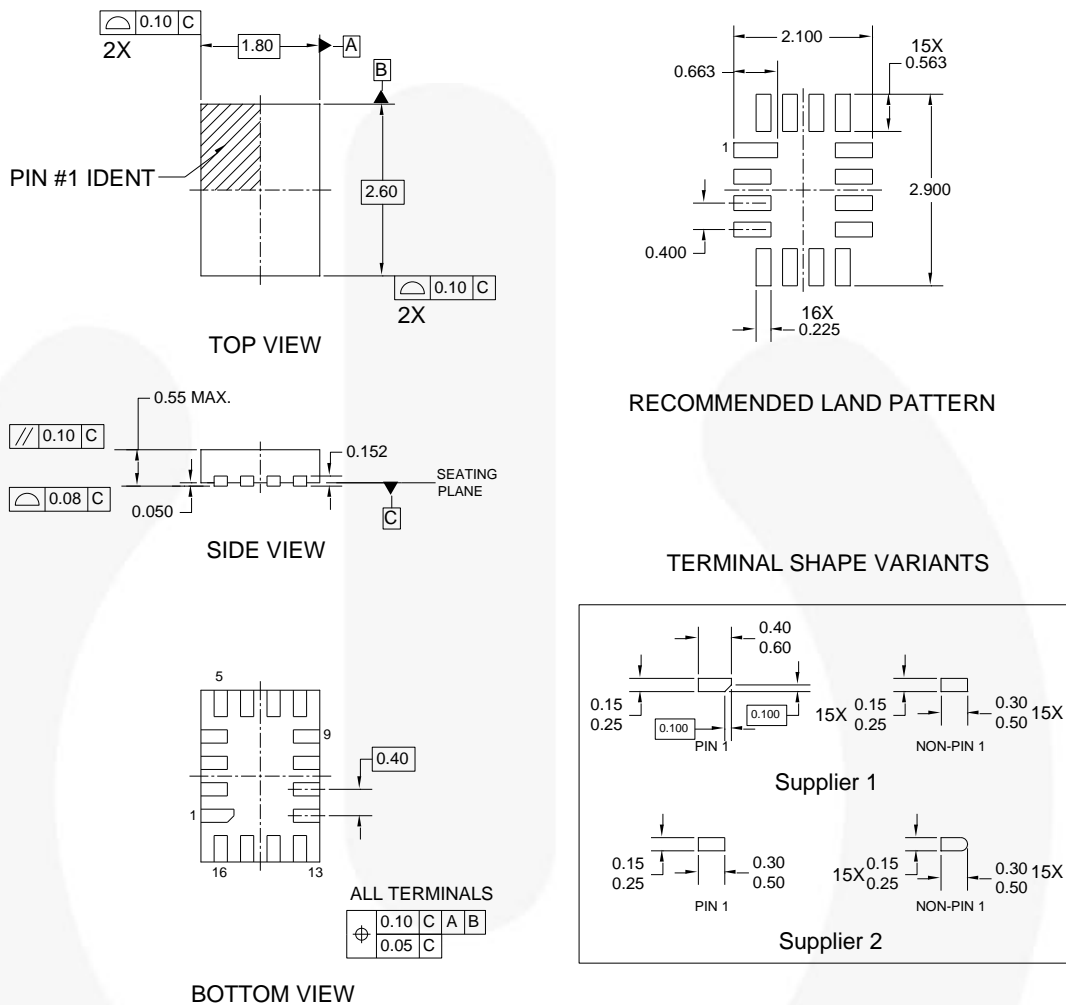 0.10 C
2X
1.80
A
B
PIN #1 IDENT
2.60
0.10 C
2X
TOP VIEW
2.100
15X
0.563
0.663
1
2.900
0.400
16X
0.225
RECOMMENDED LAND PATTERN
0.55 MAX.
// 0.10 C
0.152
SEATING
PLANE
0.08 C
0.050
C
SIDE VIEW
TERMINAL SHAPE VARIANTS
0.40
0.60
0.15
0.25
0.100
0.100
PIN 1
15X 0.15
0.25
0.30
0.50 15X
NON-PIN 1
Supplier 1
0.15
0.25
0.30
0.50
PIN 1
15X 0.15
0.25
0.30
0.50 15X
NON-PIN 1
Supplier 2
5
9
0.40
1
16
13
ALL TERMINALS
⌖ 0.10 C A B
0.05 C
BOTTOM VIEW